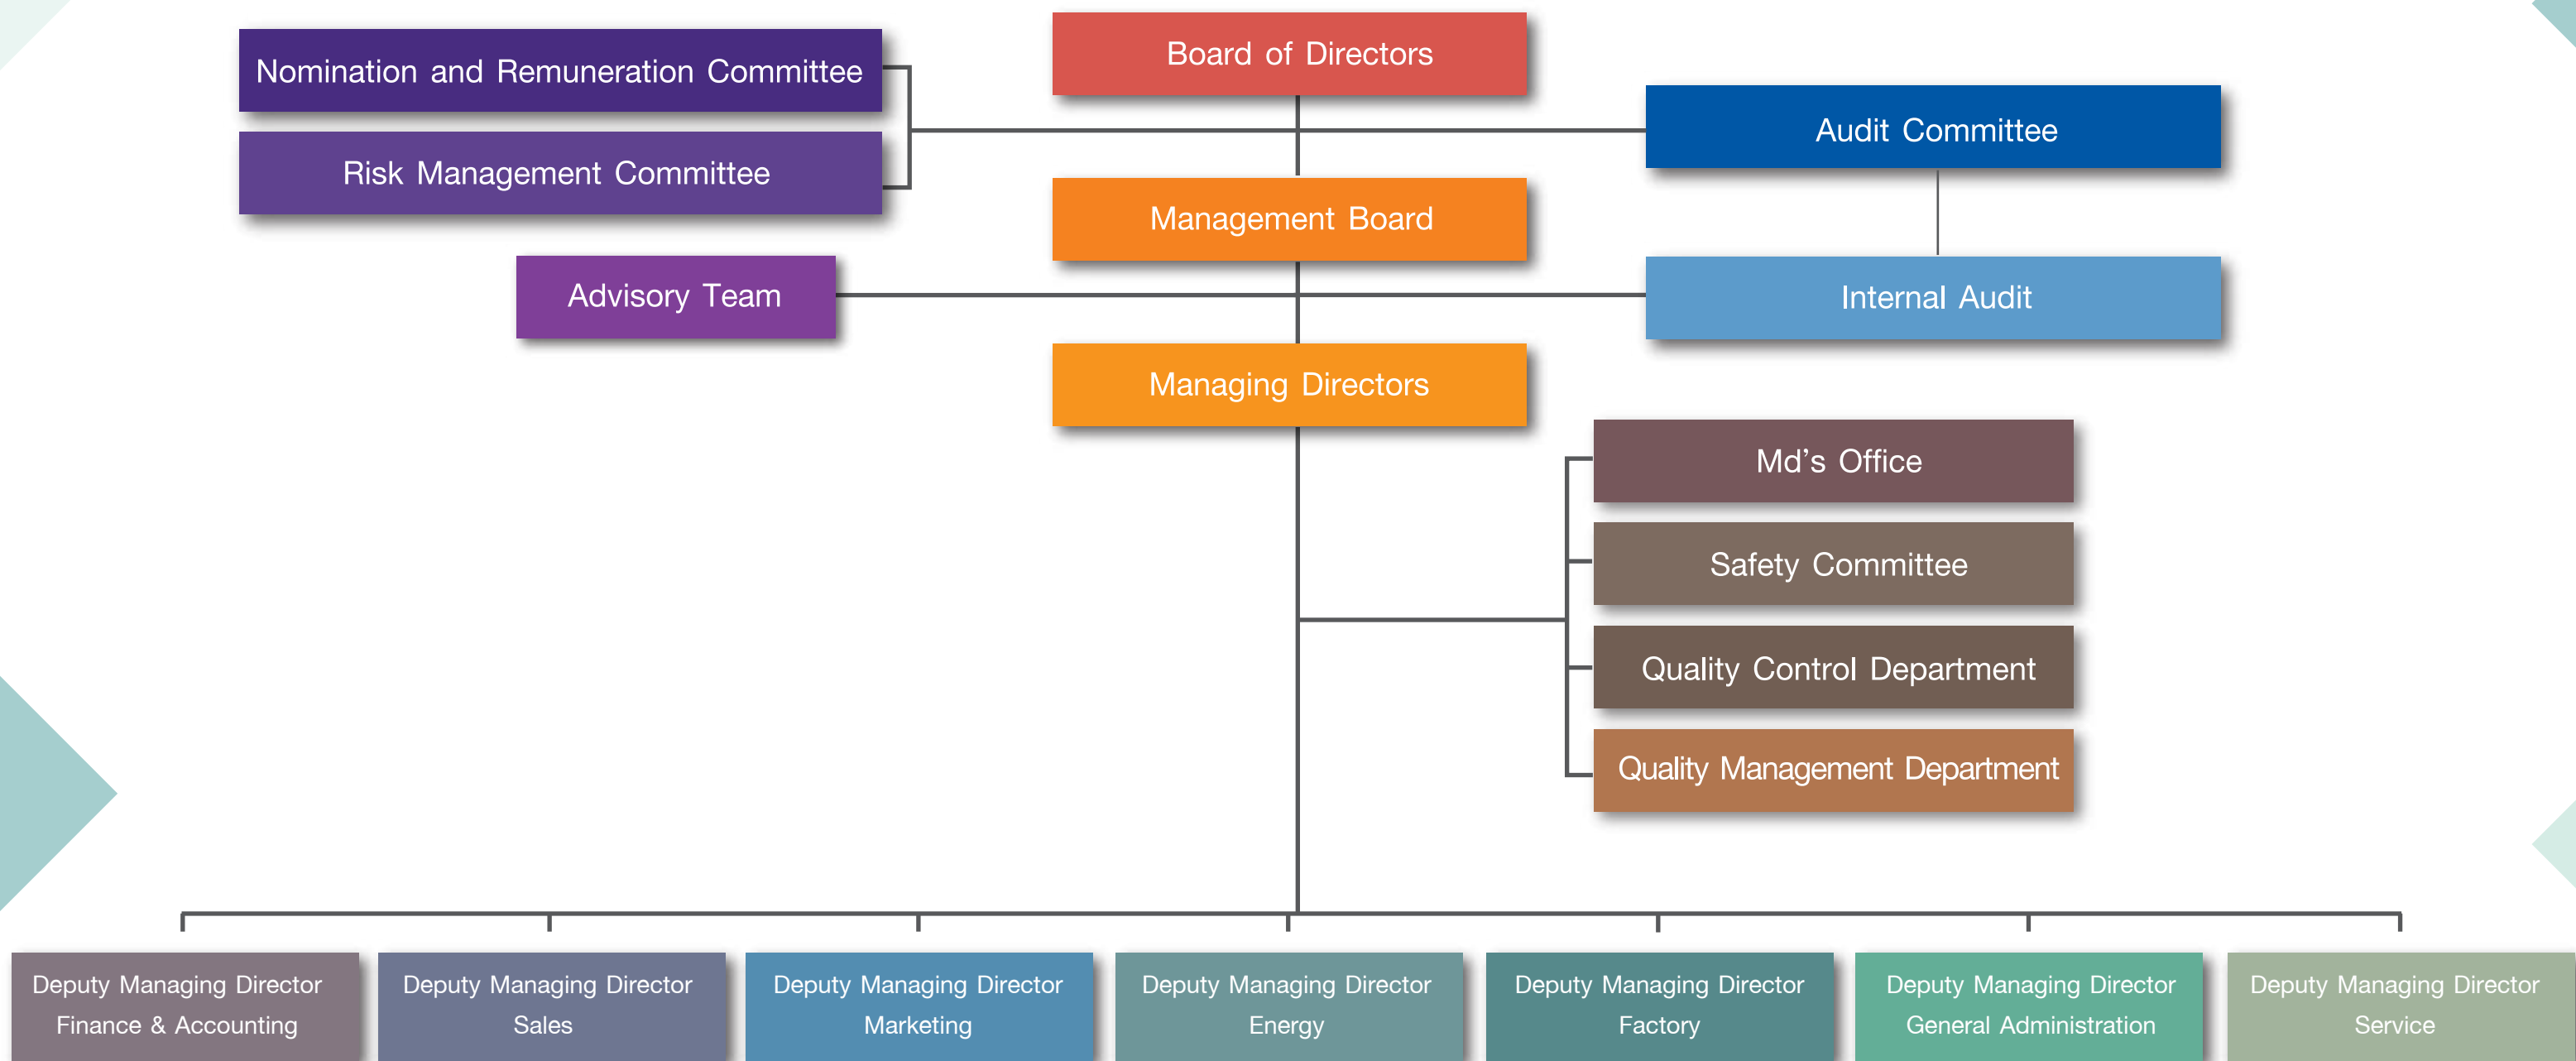 Board of Directors
Nomination and Remuneration Committee
Audit Committee
Risk Management Committee
Management Board
Advisory Team
Internal Audit
Managing Directors
Md's Office
Safety Committee
Quality Control Department
Quality Management Department
Deputy Managing Director
Finance & Accounting
Deputy Managing Director
Sales
Deputy Managing Director
Marketing
Deputy Managing Director
Energy
Deputy Managing Director
Factory
Deputy Managing Director
General Administration
Deputy Managing Director
Service